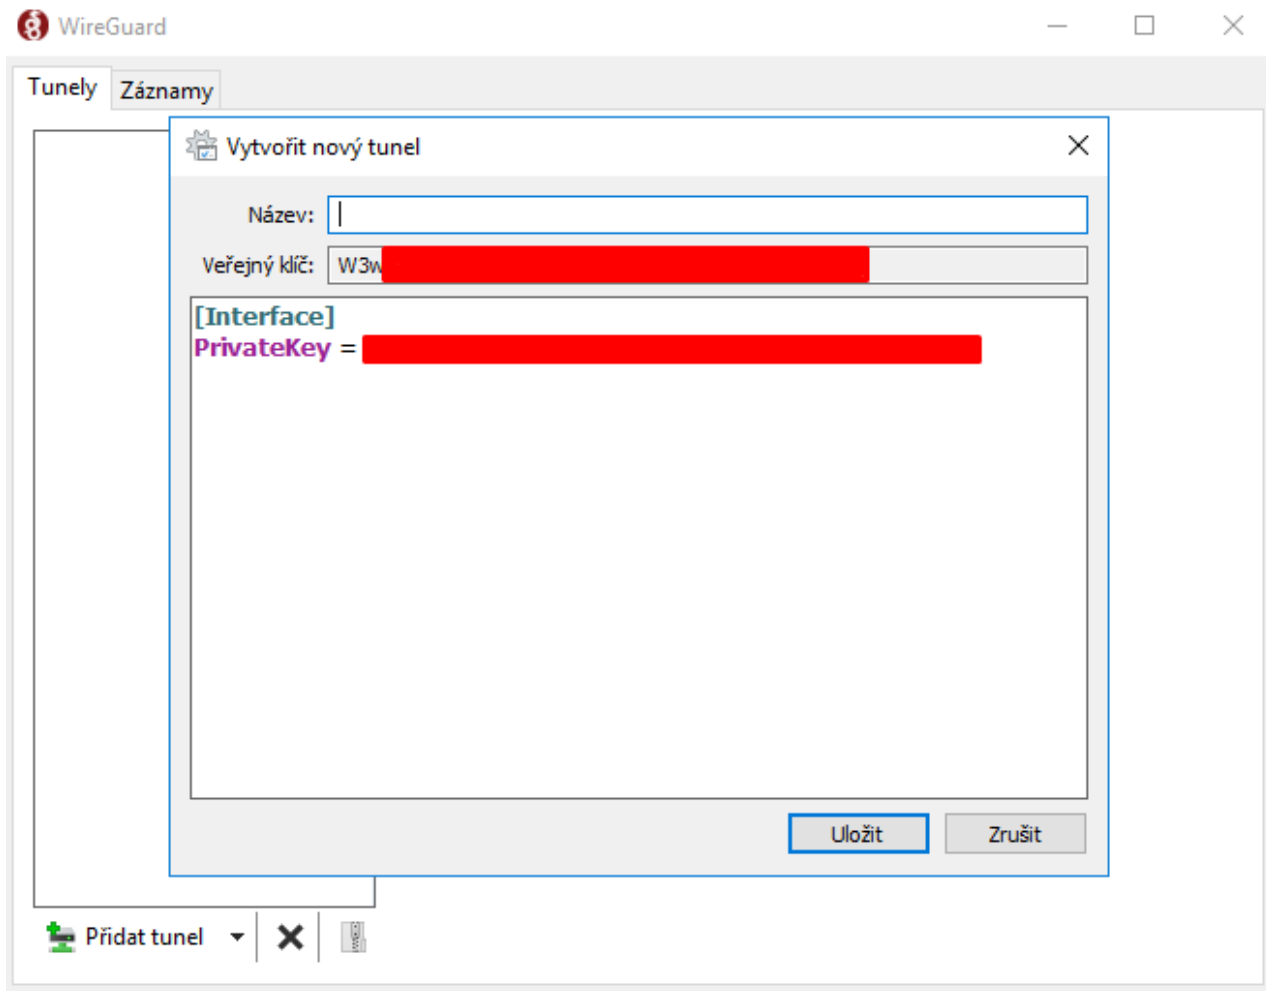 WireGuard
Tunely
Záznamy
Vytvořit nový tunel
Název:
Veřejný klíč: W3w
[Interface]
PrivateKey =
Uložit
Zrušit
Přidat tunel